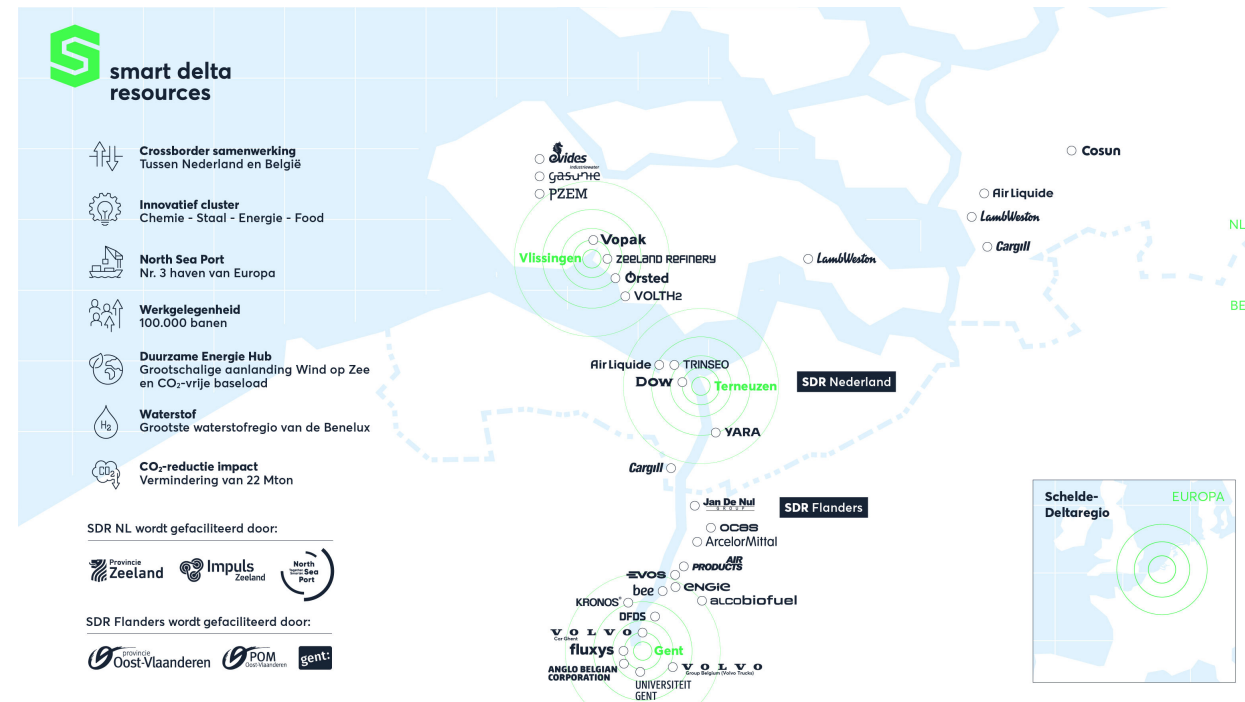 smart delta
resources
Crossborder samenwerking
Tussen Nederland en België
Innovatief cluster
Chemie - Staal - Energie - Food
North Sea Port
Nr. 3 haven van Europa
Werkgelegenheid
100.000 banen
Duurzame Energie Hub
Grootschalige aanlanding Wind op Zee
en CO₂-vrije baseload
H₂
Waterstof
Grootste waterstofregio van de Benelux
CO₂
CO₂-reductie impact
Vermindering van 22 Mton
SDR NL wordt gefaciliteerd door:
Provincie
Zeeland
Impuls
Zeeland
North
Sea
Port
SDR Flanders wordt gefaciliteerd door:
provincie
Oost-Vlaanderen
POM
Oost-Vlaanderen
gent:
evides
industriewater
gasunie
PZEM
Vopak
Vlissingen
ZEELAND REFINERY
Ørsted
VOLTH2
LambWeston
Cosun
Air Liquide
LambWeston
Cargill
NL
BE
Air Liquide
TRINSEO
Dow
Terneuzen
SDR Nederland
YARA
Cargill
Jan De Nul
GROUP
SDR Flanders
OCAS
ArcelorMittal
AIR
PRODUCTS
EVOS
ENGIE
bee
alcobiofuel
KRONOS®
DFDS
VOLVO
Car Ghent
fluxys
Gent
ANGLO BELGIAN
CORPORATION
VOLVO
Group Belgium (Volvo Trucks)
UNIVERSITEIT
GENT
Schelde-
Deltaregio
EUROPA